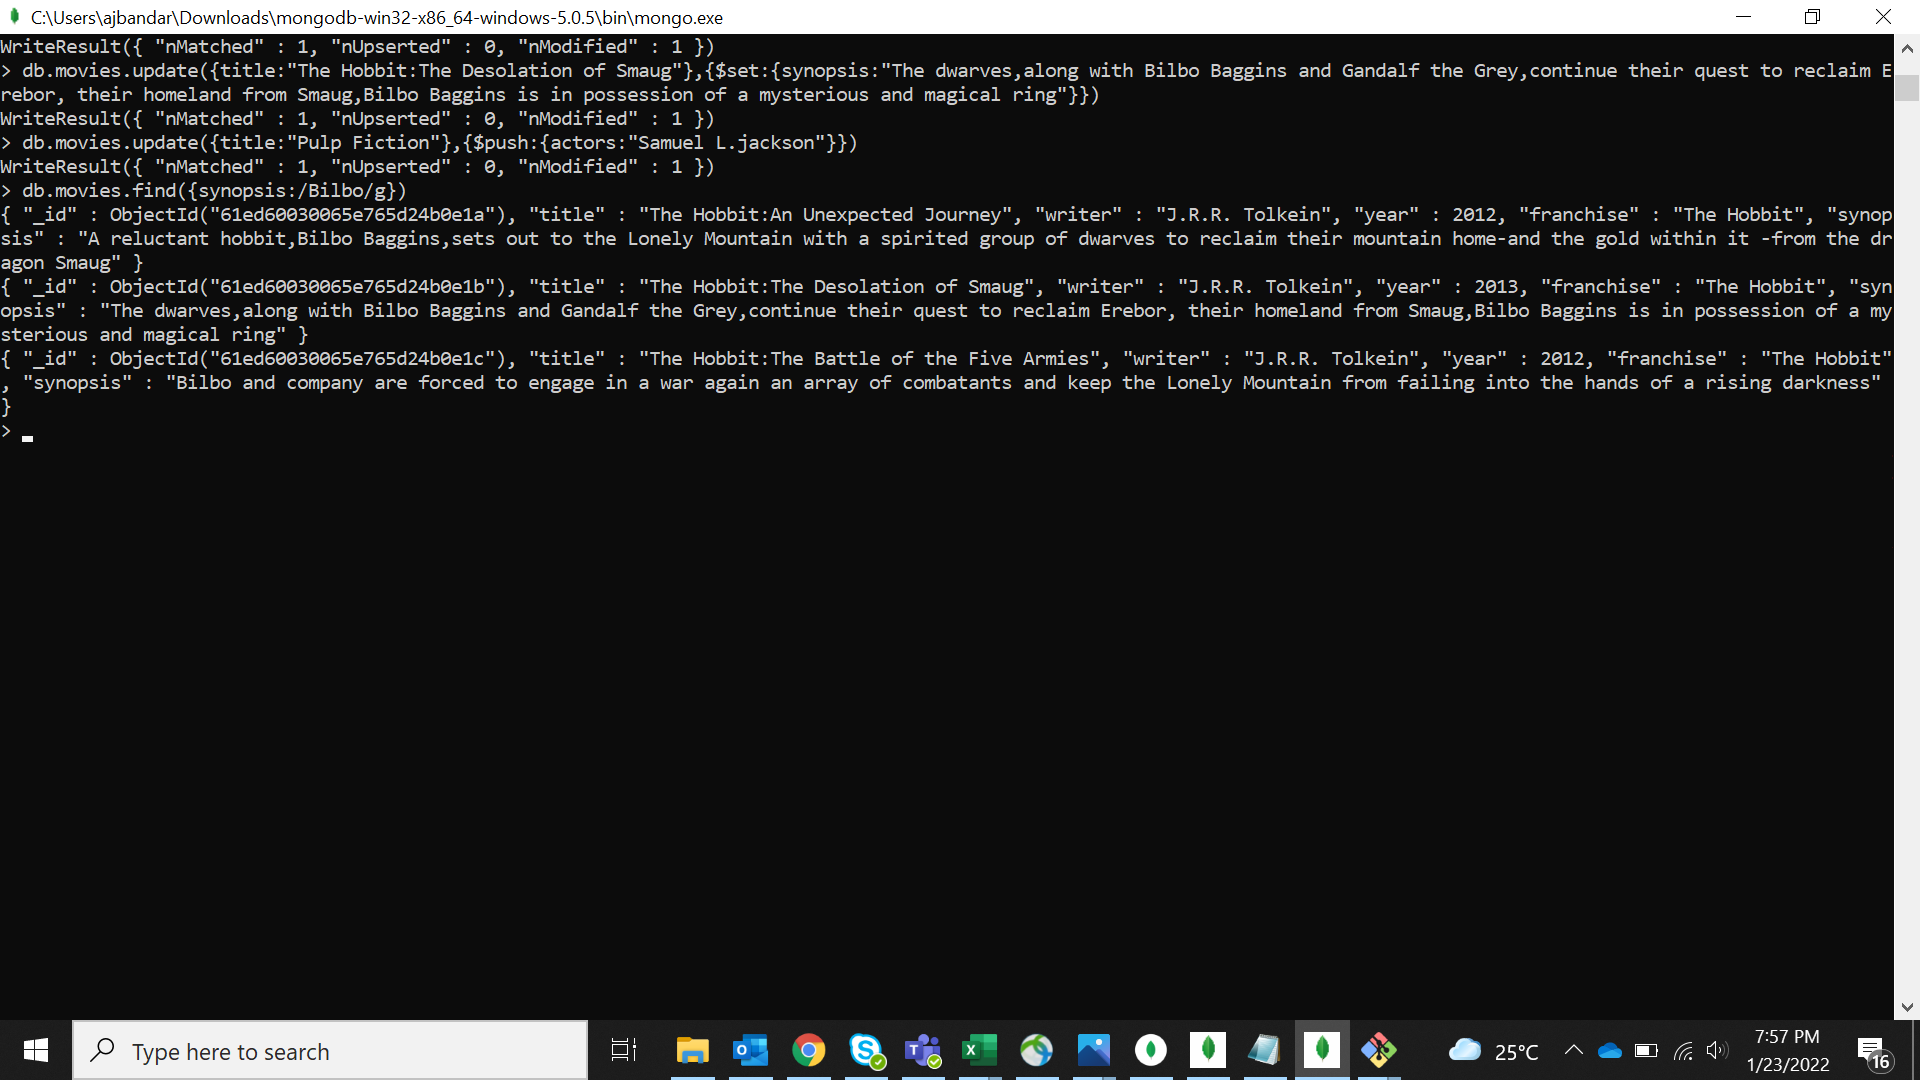 C:\Users\ajbandar\Downloads\mongodb-win32-x86_64-windows-5.0.5\bin\mongo.exe
WriteResult({ "nMatched" : 1, "nUpserted" : 0, "nModified" : 1 })
> db.movies.update({title:"The Hobbit:The Desolation of Smaug"},{$set:{synopsis:"The dwarves,along with Bilbo Baggins and Gandalf the Grey,continue their quest to reclaim E
rebor, their homeland from Smaug,Bilbo Baggins is in possession of a mysterious and magical ring"}})
WriteResult({ "nMatched" : 1, "nUpserted" : 0, "nModified" : 1 })
> db.movies.update({title:"Pulp Fiction"},{$push:{actors:"Samuel L.jackson"}})
WriteResult({ "nMatched" : 1, "nUpserted" : 0, "nModified" : 1 })
> db.movies.find({synopsis:/Bilbo/g})
{ "_id" : ObjectId("61ed60030065e765d24b0e1a"), "title" : "The Hobbit:An Unexpected Journey", "writer" : "J.R.R. Tolkein", "year" : 2012, "franchise" : "The Hobbit", "synop
sis" : "A reluctant hobbit,Bilbo Baggins,sets out to the Lonely Mountain with a spirited group of dwarves to reclaim their mountain home-and the gold within it -from the dr
agon Smaug" }
{ "_id" : ObjectId("61ed60030065e765d24b0e1b"), "title" : "The Hobbit:The Desolation of Smaug", "writer" : "J.R.R. Tolkein", "year" : 2013, "franchise" : "The Hobbit", "syn
opsis" : "The dwarves,along with Bilbo Baggins and Gandalf the Grey,continue their quest to reclaim Erebor, their homeland from Smaug,Bilbo Baggins is in possession of a my
sterious and magical ring" }
{ "_id" : ObjectId("61ed60030065e765d24b0e1c"), "title" : "The Hobbit:The Battle of the Five Armies", "writer" : "J.R.R. Tolkein", "year" : 2012, "franchise" : "The Hobbit"
, "synopsis" : "Bilbo and company are forced to engage in a war again an array of combatants and keep the Lonely Mountain from failing into the hands of a rising darkness"
}
>
Type here to search
25°C
7:57 PM
1/23/2022
16